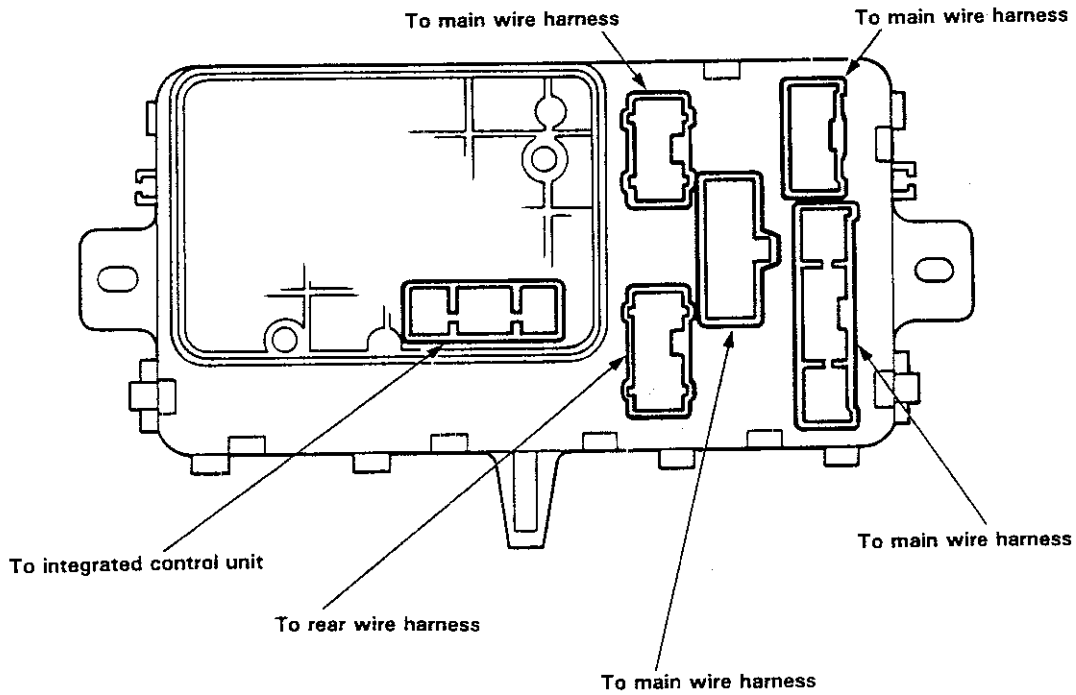 To main wire harness
To main wire harness
To main wire harness
To integrated control unit
To rear wire harness
To main wire harness